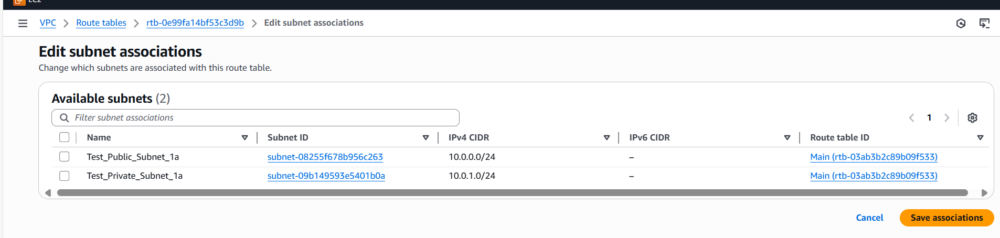 EC2
VPC > Route tables > rtb-0e99fa14bf53c3d9b > Edit subnet associations
Edit subnet associations
Change which subnets are associated with this route table.
Available subnets (2)
Filter subnet associations
1
Name Subnet ID IPv4 CIDR IPv6 CIDR Route table ID
Test_Public_Subnet_1a subnet-08255f678b956c263 10.0.0.0/24 – Main (rtb-03ab3b2c89b09f533)
Test_Private_Subnet_1a subnet-09b149593e5401b0a 10.0.1.0/24 – Main (rtb-03ab3b2c89b09f533)
Cancel Save associations